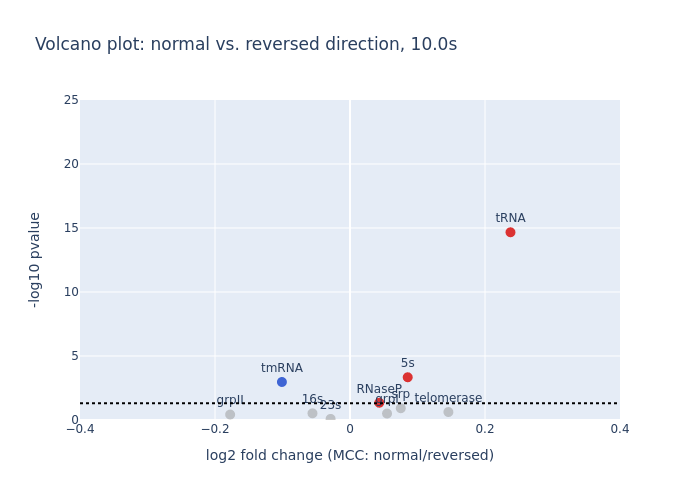 Volcano plot: normal vs. reversed direction, 10.0s
25
20
15
10
5
0
-log10 pvalue
tRNA
5s
tmRNA
RNaseP
srp
grpI
telomerase
grpII
16s
23s
−0.4
−0.2
0
0.2
0.4
log2 fold change (MCC: normal/reversed)